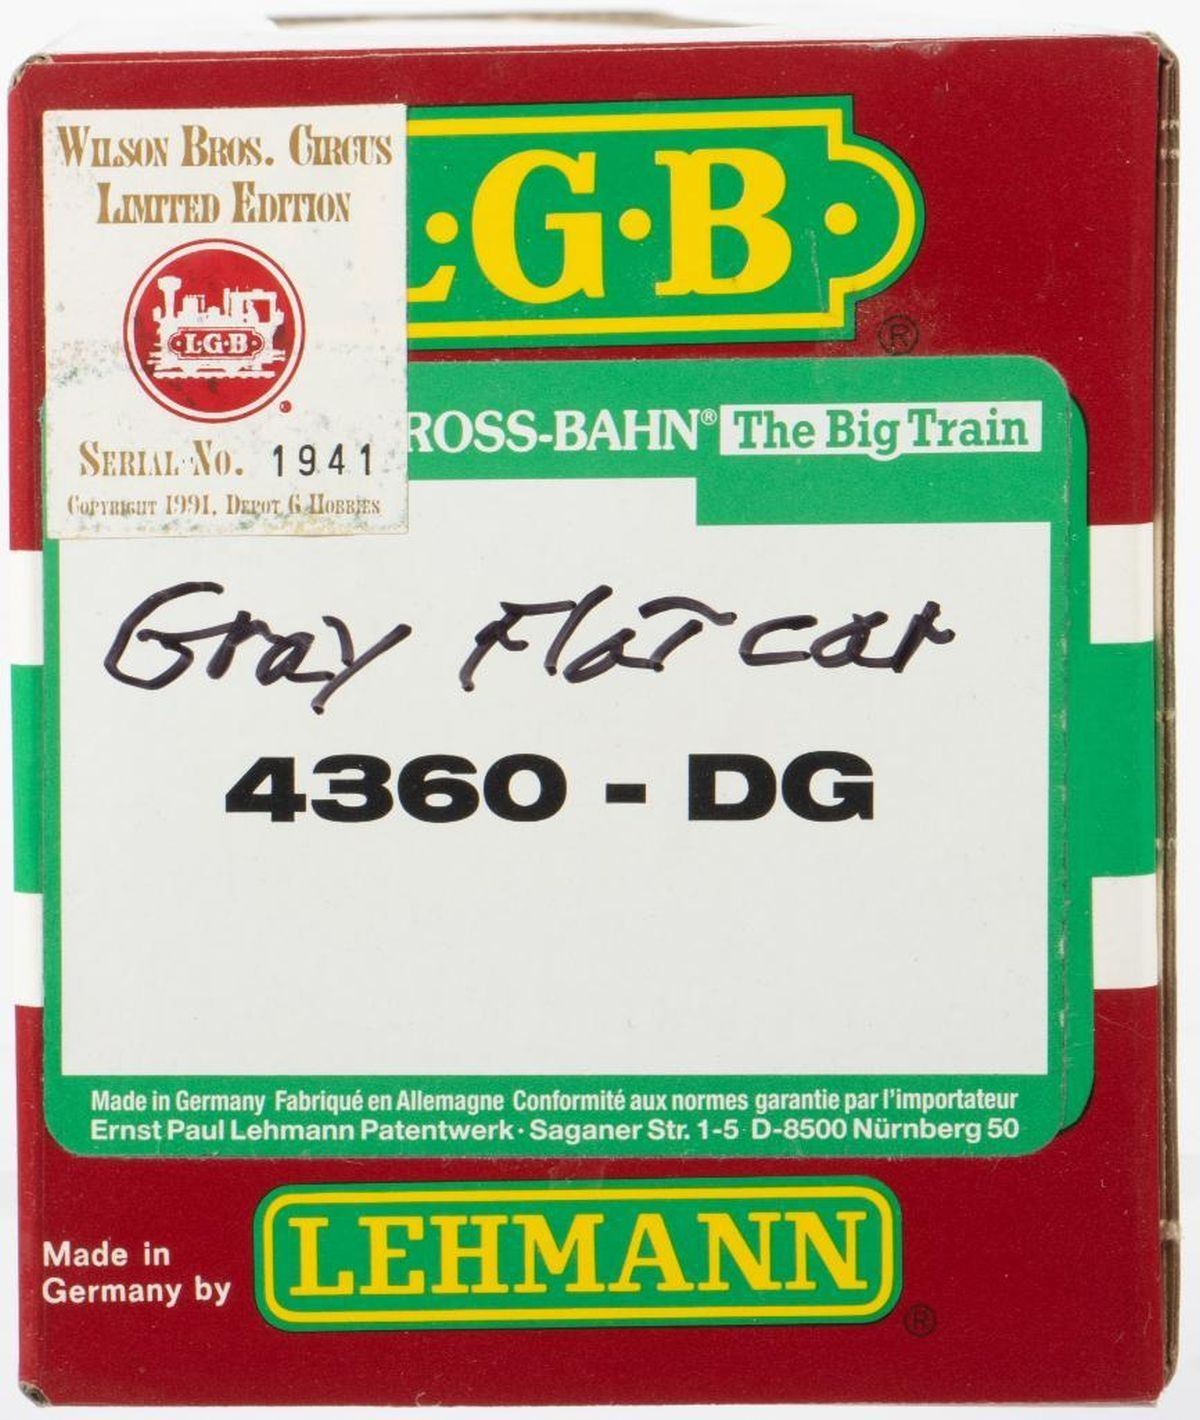 WILSON BROS. CIRCUS
LIMITED EDITION
L·G·B
®
SERIAL NO. 1941
COPYRIGHT 1991, DEPOT G HOBBIES
·G·B·
®
ROSS-BAHN® The Big Train
Gray Flatcar
4360 - DG
Made in Germany Fabriqué en Allemagne Conformité aux normes garantie par l'importateur
Ernst Paul Lehmann Patentwerk · Saganer Str. 1-5 D-8500 Nürnberg 50
Made in
Germany by
LEHMANN
®